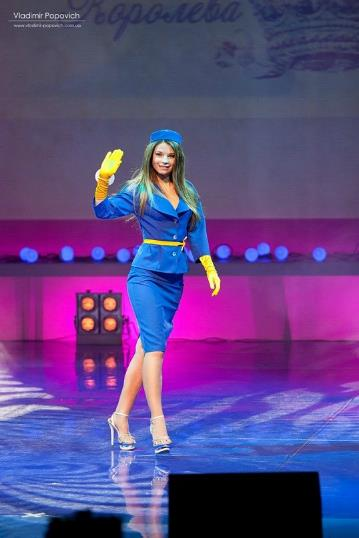 Vladimir Popovich
www.vladimir-popovich.com.ua
Королева